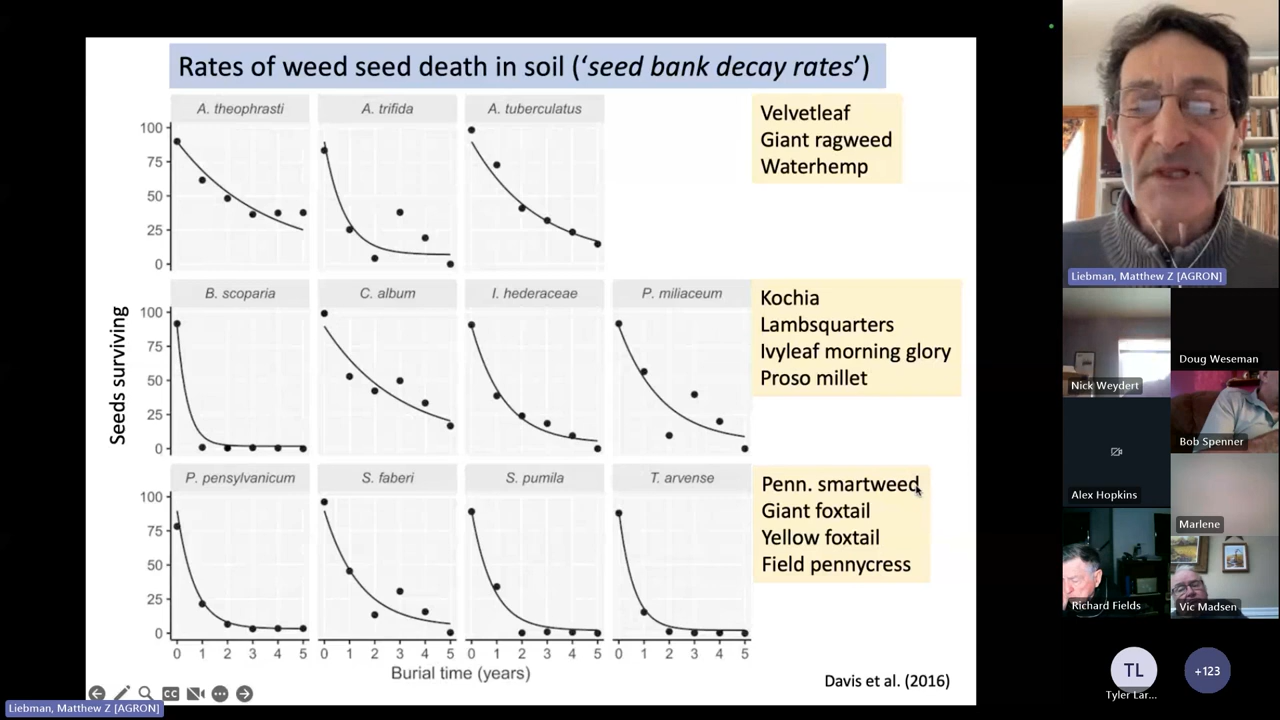 Rates of weed seed death in soil (‘seed bank decay rates’)
A. theophrasti
A. trifida
A. tuberculatus
100
75
50
25
0
Velvetleaf
Giant ragweed
Waterhemp
B. scoparia
C. album
I. hederaceae
P. miliaceum
100
75
50
25
0
Kochia
Lambsquarters
Ivyleaf morning glory
Proso millet
Seeds surviving
P. pensylvanicum
S. faberi
S. pumila
T. arvense
100
75
50
25
0
Penn. smartweed
Giant foxtail
Yellow foxtail
Field pennycress
0 1 2 3 4 5 0 1 2 3 4 5 0 1 2 3 4 5 0 1 2 3 4 5
Burial time (years)
Davis et al. (2016)
CC
Liebman, Matthew Z [AGRON]
Liebman, Matthew Z [AGRON]
Nick Weydert
Doug Weseman
Bob Spenner
Alex Hopkins
Marlene
Richard Fields
Vic Madsen
TL
Tyler Lar...
+123